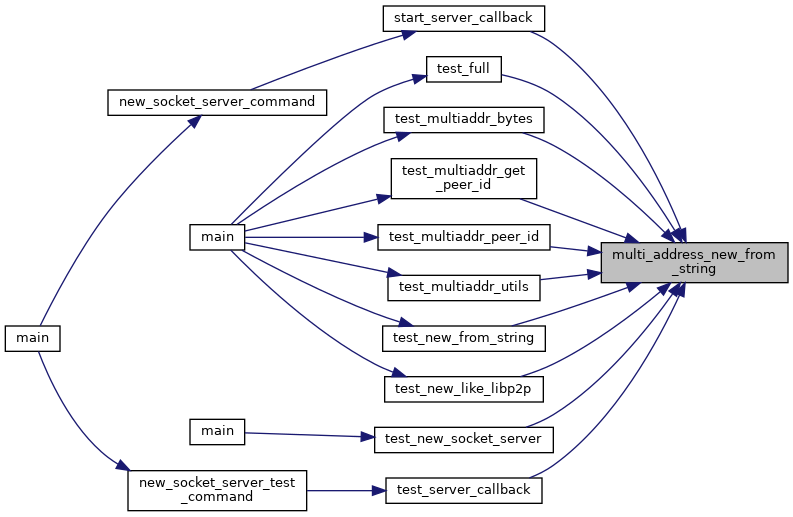 start_server_callback
test_full
new_socket_server_command
test_multiaddr_bytes
test_multiaddr_get
_peer_id
main
test_multiaddr_peer_id
multi_address_new_from
_string
test_multiaddr_utils
main
test_new_from_string
test_new_like_libp2p
main
test_new_socket_server
new_socket_server_test
_command
test_server_callback